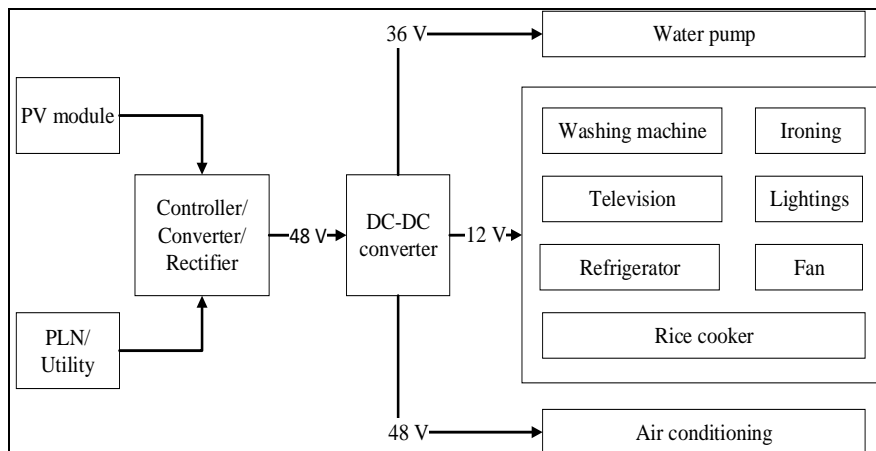 36 V
Water pump
PV module
Washing machine
Ironing
Television
Lightings
Controller/
Converter/
Rectifier
48 V
DC-DC
converter
12 V
Refrigerator
Fan
PLN/
Utility
Rice cooker
48 V
Air conditioning